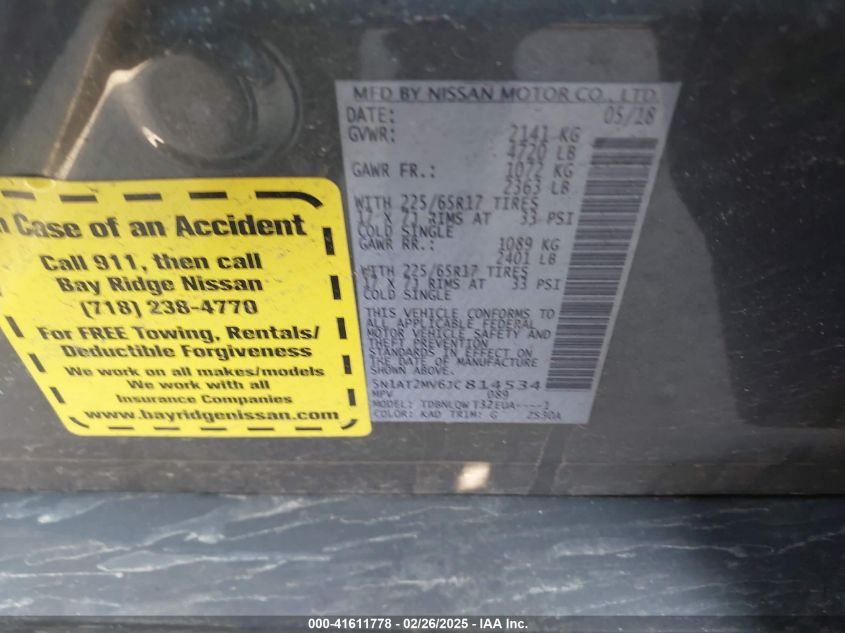 n Case of an Accident
Call 911, then call
Bay Ridge Nissan
(718) 238-4770
For FREE Towing, Rentals/
Deductible Forgiveness
We work on all makes/models
We work with all
Insurance Companies
www.bayridgenissan.com
MFD BY NISSAN MOTOR CO., LTD.
DATE: 05/18
GVWR: 2141 KG
4720 LB
GAWR FR.: 1072 KG
2363 LB
WITH 225/65R17 TIRES
17 X 7J RIMS AT 33 PSI
COLD SINGLE
GAWR RR.: 1089 KG
2401 LB
WITH 225/65R17 TIRES
17 X 7J RIMS AT 33 PSI
COLD SINGLE
THIS VEHICLE CONFORMS TO
ALL APPLICABLE FEDERAL
MOTOR VEHICLE SAFETY AND
THEFT PREVENTION
STANDARDS IN EFFECT ON
THE DATE OF MANUFACTURE
SHOWN ABOVE.
5N1AT2MV6JC814534
MPV 089
MODEL: TDBNLQWT32EUA----1
COLOR: KAD TRIM: G 2S30A
000-41611778 - 02/26/2025 - IAA Inc.